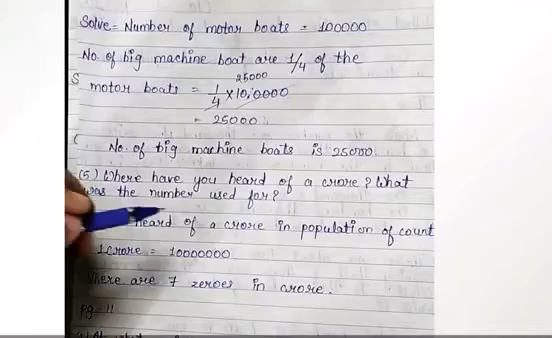 Solve = Number of motor boats = 100000
No. of big machine boat are 1/4 of the
S motor boats = 1/4 × 10,0000
25000
= 25000
No. of big machine boats is 25000
(5) Where have you heard of a crore? What
was the number used for?
heard of a crore in population of count
1 crore = 10000000
There are 7 zeroes in crore.
pg = 11